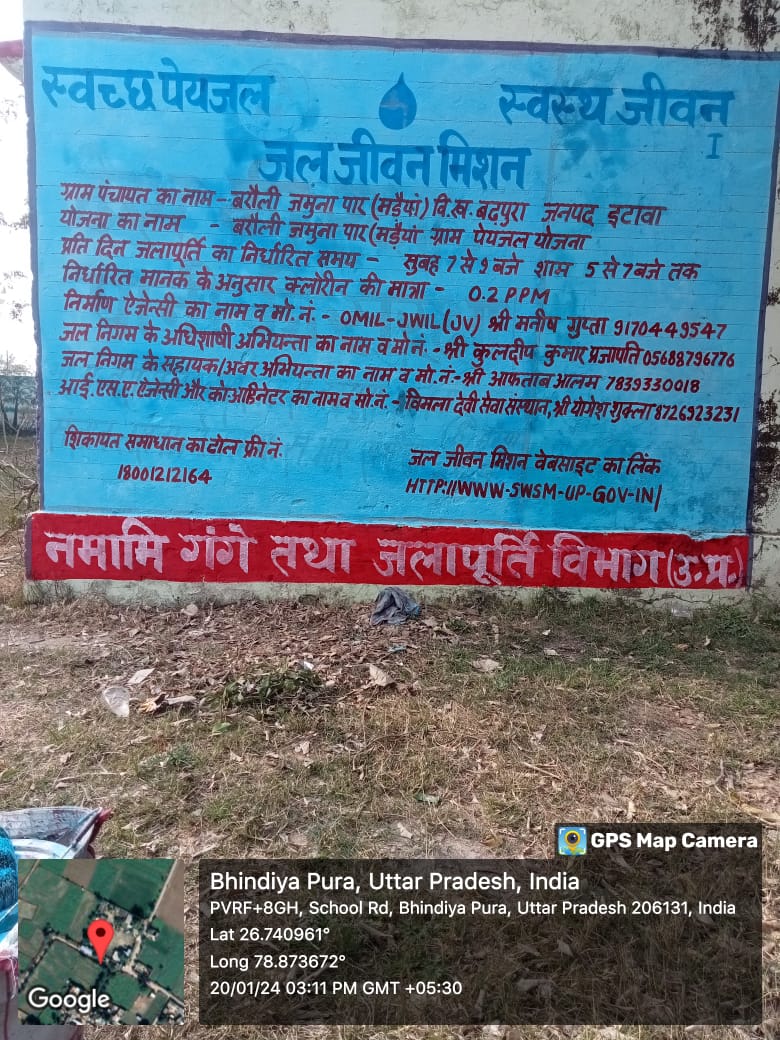 स्वच्छ पेयजल स्वस्थ जीवन
जल जीवन मिशन
ग्राम पंचायत का नाम - बरौली जमुना पार (मड़ैयां) वि.ख. बढ़पुरा जनपद इटावा
योजना का नाम - बरौली जमुना पार (मड़ैयां ग्राम पेयजल योजना
प्रति दिन जलापूर्ति का निर्धारित समय - सुबह 7 से 9 बजे शाम 5 से 7 बजे तक
निर्धारित मानक के अनुसार क्लोरीन की मात्रा - 0.2 PPM
निर्माण ऐजेन्सी का नाम व मो.नं. - OMIL-JWIL (JV) श्री मनीष गुप्ता 9170449547
जल निगम के अधिशाषी अभियन्ता का नाम व मो.नं. - श्री कुलदीप कुमार प्रजापति 05688796776
जल निगम के सहायक/अवर अभियन्ता का नाम व मो.नं:- श्री आफताब आलम 7839330018
आई.एस.ए. ऐजेन्सी और को-आर्डिनेटर का नाम व मो.नं. - विमला देवी सेवा संस्थान, श्री योगेश शुक्ला 8726923231
शिकायत समाधान का टोल फ्री नं.
18001212164
जल जीवन मिशन वेबसाइट का लिंक
HTTP://WWW-SWSM-UP-GOV-IN/
नमामि गंगे तथा जलापूर्ति विभाग (उ.प्र.)
GPS Map Camera
Bhindiya Pura, Uttar Pradesh, India
PVRF+8GH, School Rd, Bhindiya Pura, Uttar Pradesh 206131, India
Lat 26.740961°
Long 78.873672°
20/01/24 03:11 PM GMT +05:30
Google